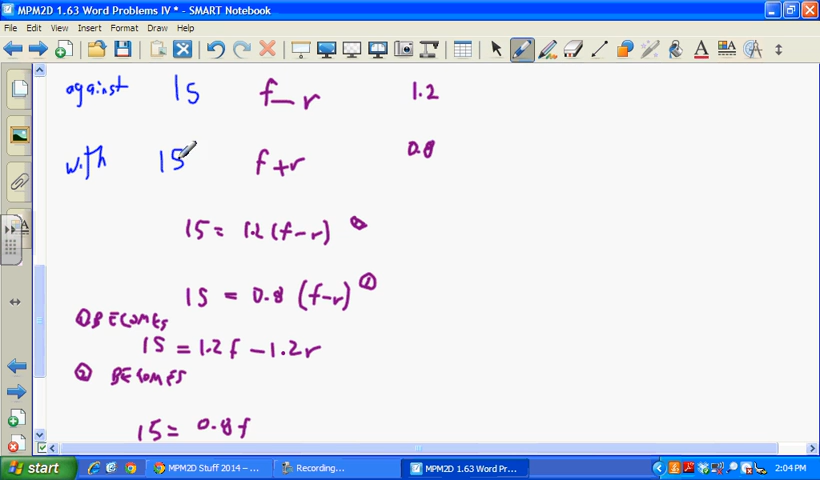 MPM2D 1.63 Word Problems IV * - SMART Notebook
File Edit View Insert Format Draw Help
against 15 f - r 1.2
with 15 f + r 0.8
15 = 1.2 (f - r)
15 = 0.8 (f - r) ②
① BECOMES
15 = 1.2f - 1.2r
② BECOMES
15 = 0.8f
start MPM2D Stuff 2014 - ... Recording... MPM2D 1.63 Word Pr... 2:04 PM